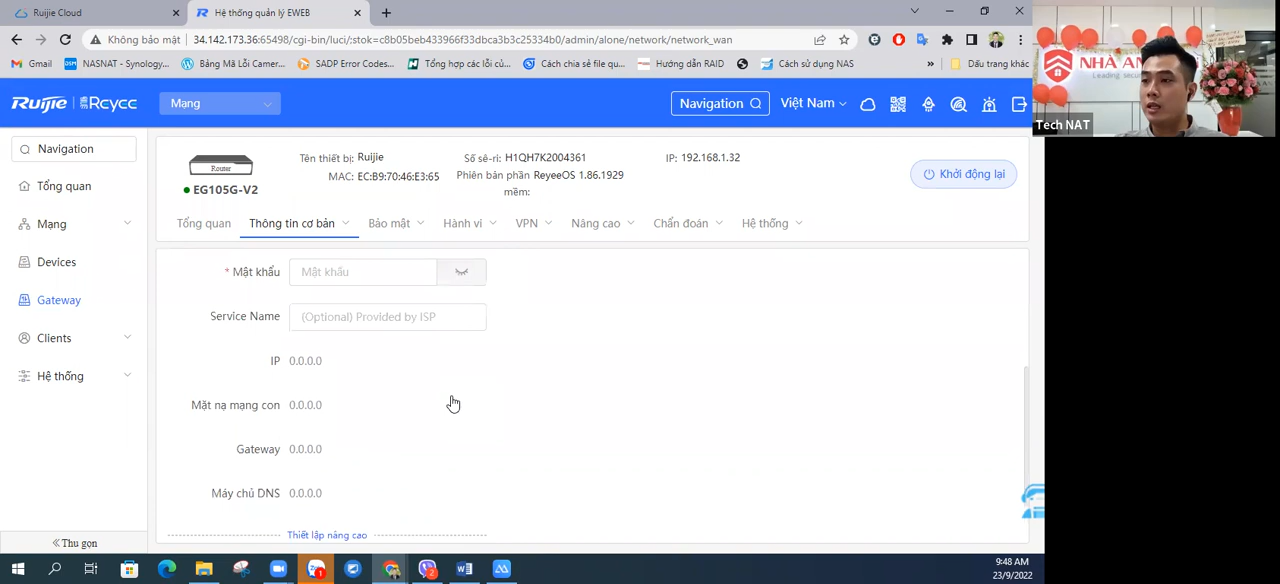 Ruijie Cloud
Hệ thống quản lý EWEB
Không bảo mật
34.142.173.36:65498/cgi-bin/luci/;stok=c8b05beb433966f33dbca3b3c25334b0/admin/alone/network/network_wan
Gmail
NASNAT - Synology...
Bảng Mã Lỗi Camer...
SADP Error Codes...
Tổng hợp các lỗi củ...
Cách chia sẻ file qu...
Hướng dẫn RAID
Cách sử dụng NAS
Dấu trang khác
NHÀ AN
Leading, secu
Tech NAT
Ruijie
Rcycc
Mạng
Navigation
Việt Nam
Navigation
Tổng quan
Mạng
Devices
Gateway
Clients
Hệ thống
Thu gọn
Router
EG105G-V2
Tên thiết bị: Ruijie
Số sê-ri: H1QH7K2004361
IP: 192.168.1.32
MAC: EC:B9:70:46:E3:65
Phiên bản phần mềm: ReyeeOS 1.86.1929
Khởi động lại
Tổng quan
Thông tin cơ bản
Bảo mật
Hành vi
VPN
Nâng cao
Chẩn đoán
Hệ thống
* Mật khẩu
Mật khẩu
Service Name
(Optional) Provided by ISP
IP 0.0.0.0
Mặt nạ mạng con 0.0.0.0
Gateway 0.0.0.0
Máy chủ DNS 0.0.0.0
Thiết lập nâng cao
9:48 AM
23/9/2022